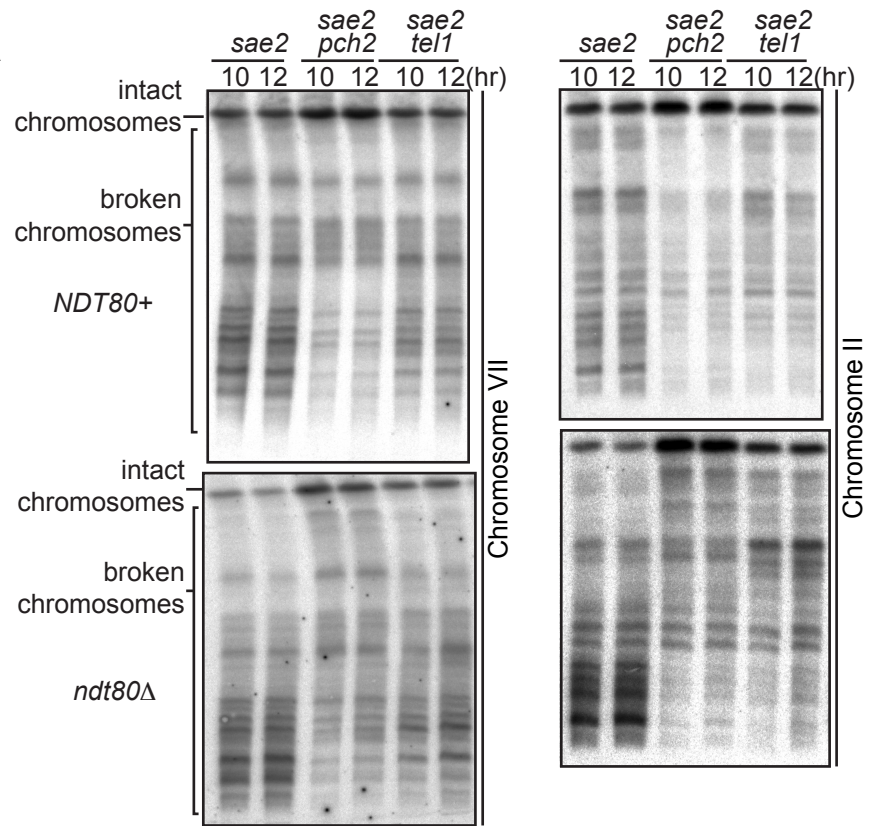 sae2
sae2 pch2
sae2 tel1
10 12 10 12 10 12(hr)
intact chromosomes
broken chromosomes
NDT80+
intact chromosomes
broken chromosomes
ndt80Δ
Chromosome VII
sae2
sae2 pch2
sae2 tel1
10 12 10 12 10 12(hr)
Chromosome II